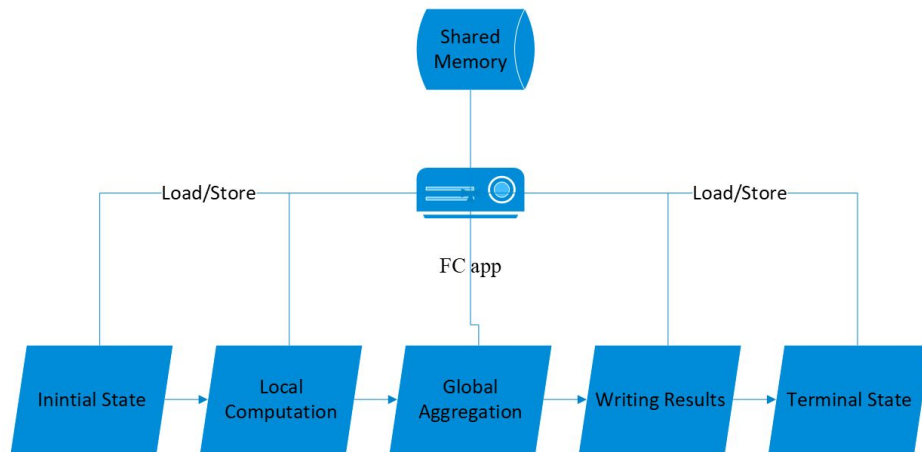 Shared
Memory
Load/Store
Load/Store
FC app
Inintial State
Local
Computation
Global
Aggregation
Writing Results
Terminal State